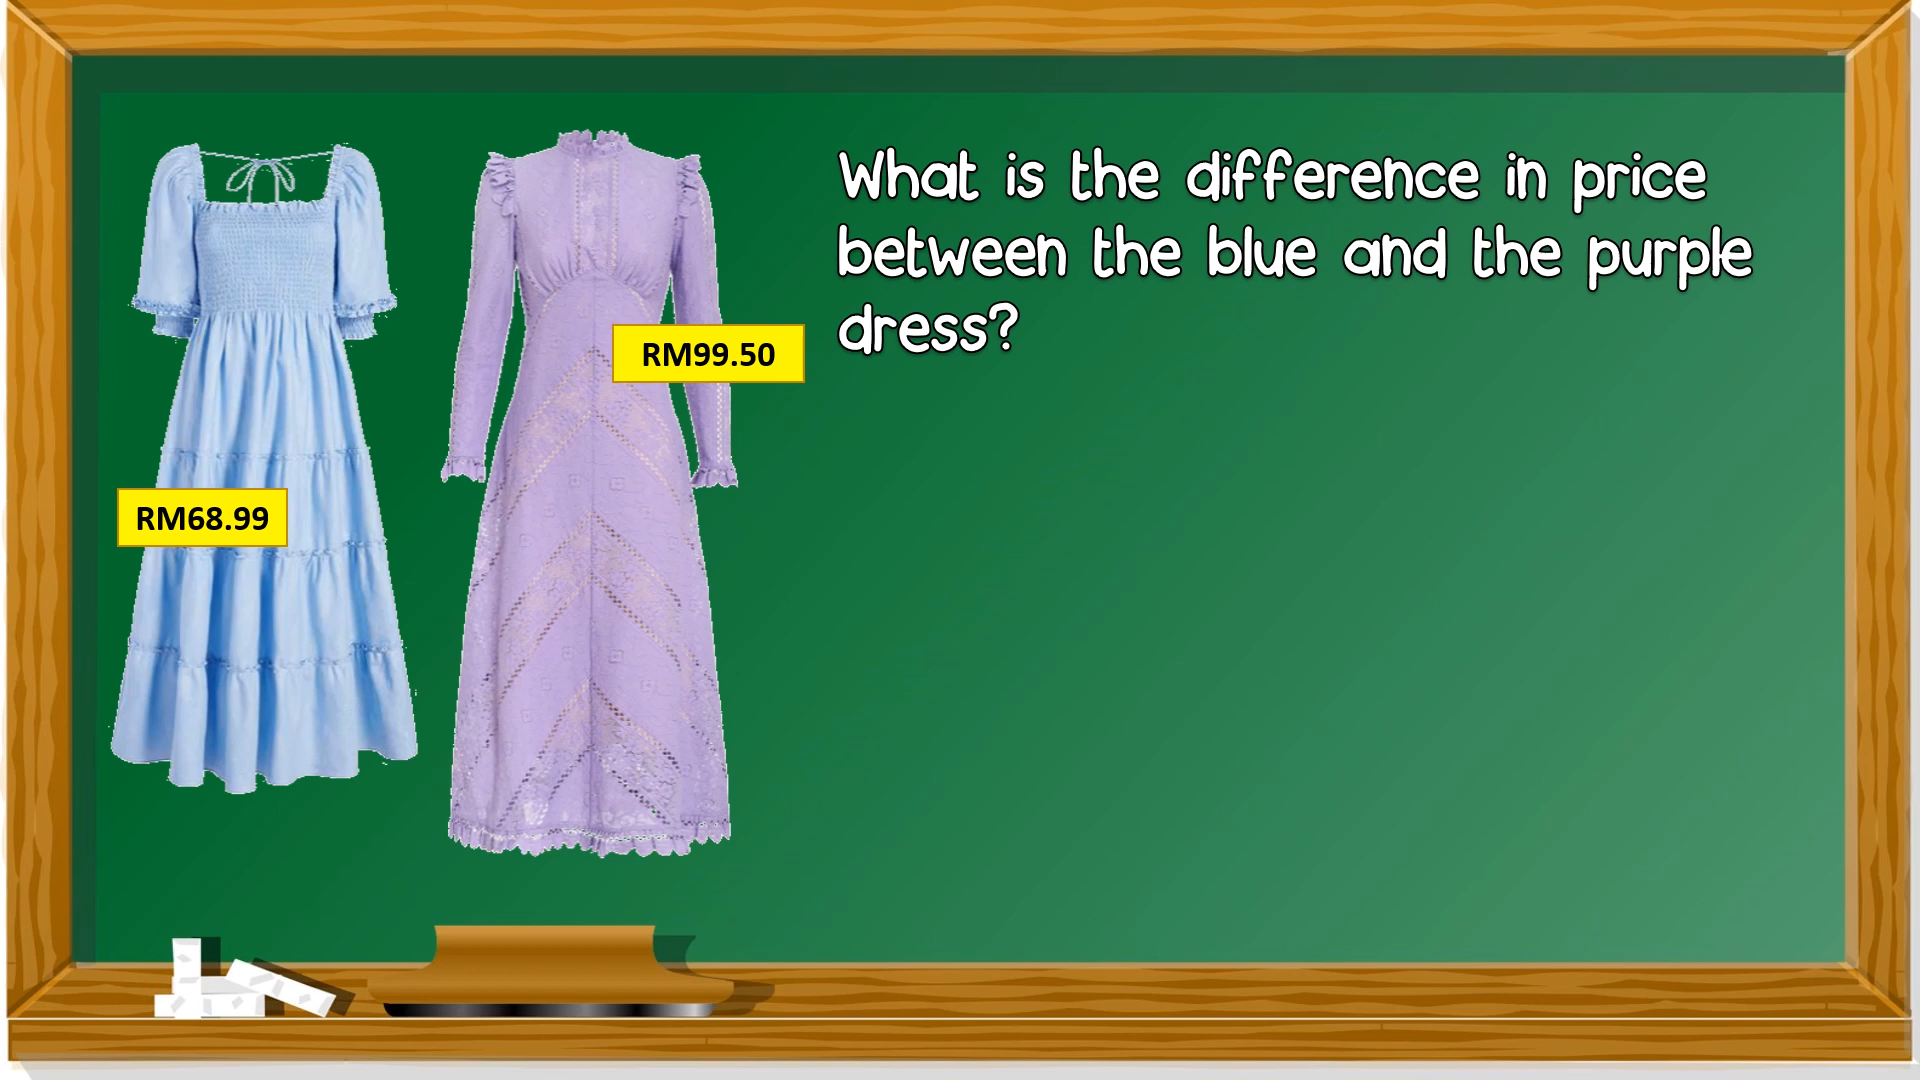 What is the difference in price
between the blue and the purple
dress?
RM99.50
RM68.99